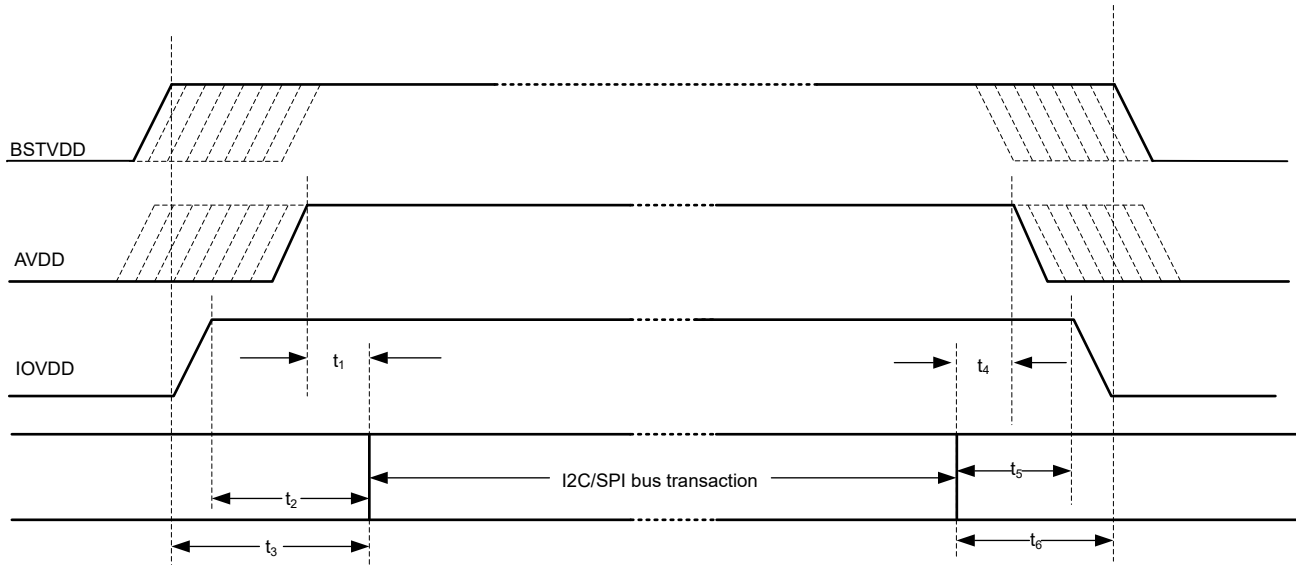 BSTVDD
AVDD
IOVDD
t₁
t₄
I2C/SPI bus transaction
t₂
t₅
t₃
t₆